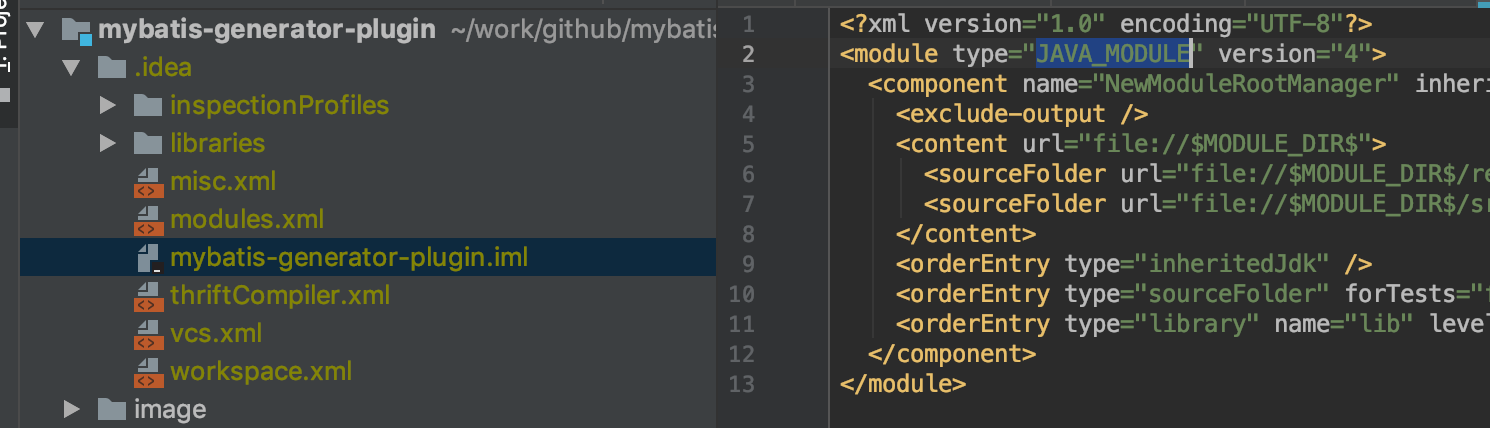 1: Proje
mybatis-generator-plugin ~/work/github/mybatis
.idea
inspectionProfiles
libraries
misc.xml
modules.xml
mybatis-generator-plugin.iml
thriftCompiler.xml
vcs.xml
workspace.xml
image
1 <?xml version="1.0" encoding="UTF-8"?>
2 <module type="JAVA_MODULE" version="4">
3 <component name="NewModuleRootManager" inheri
4 <exclude-output />
5 <content url="file://$MODULE_DIR$">
6 <sourceFolder url="file://$MODULE_DIR$/re
7 <sourceFolder url="file://$MODULE_DIR$/sr
8 </content>
9 <orderEntry type="inheritedJdk" />
10 <orderEntry type="sourceFolder" forTests="f
11 <orderEntry type="library" name="lib" leve
12 </component>
13 </module>